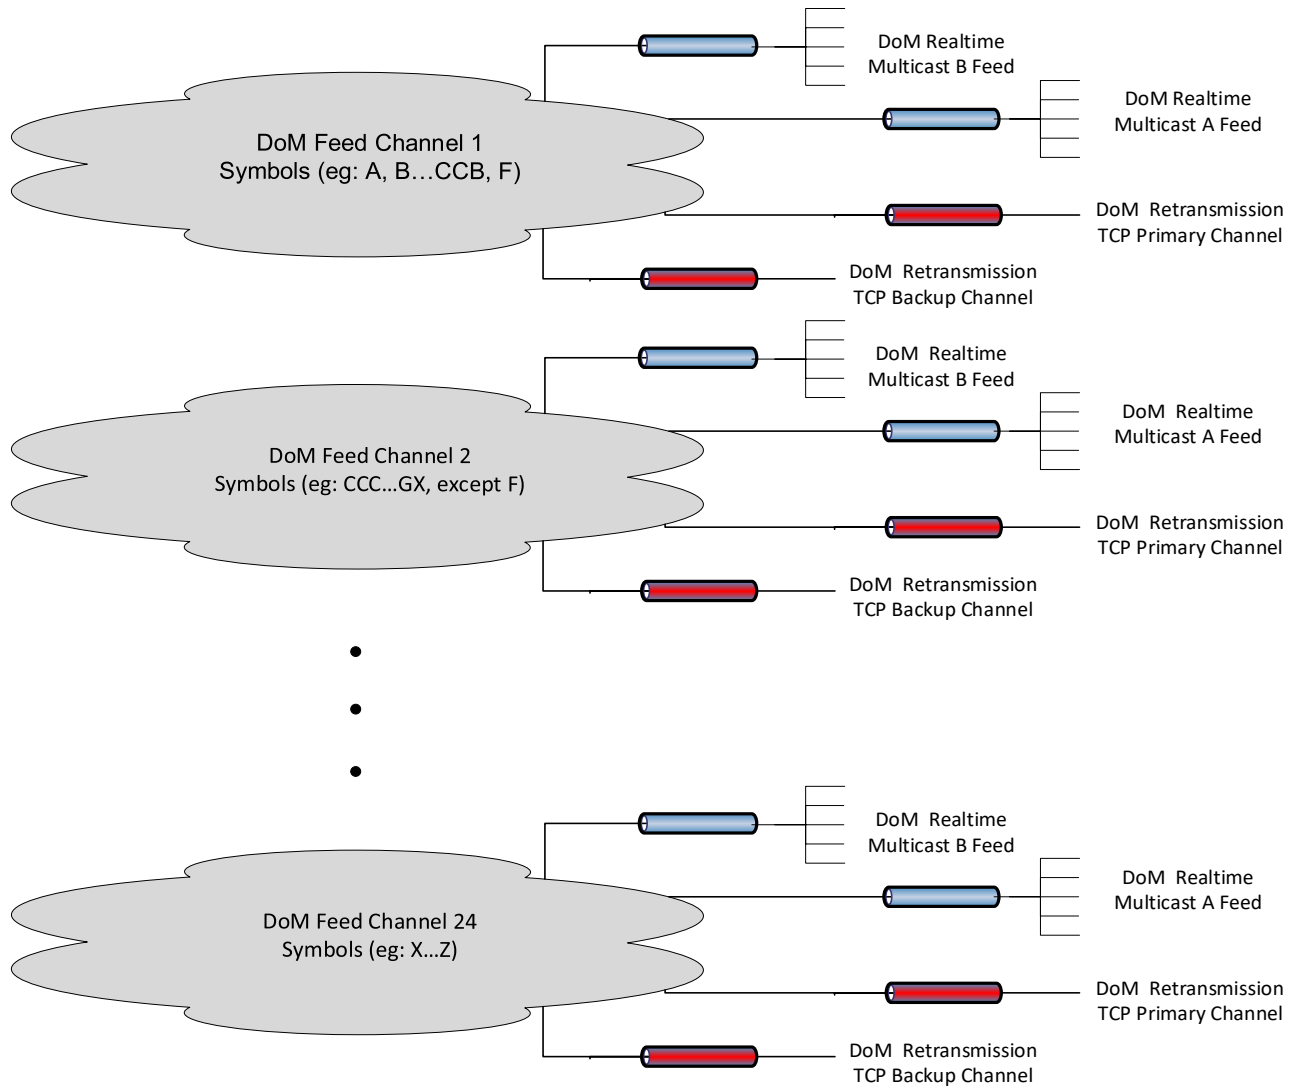 DoM Realtime
Multicast B Feed
DoM Realtime
Multicast A Feed
DoM Feed Channel 1
Symbols (eg: A, B…CCB, F)
DoM Retransmission
TCP Primary Channel
DoM Retransmission
TCP Backup Channel
DoM Realtime
Multicast B Feed
DoM Realtime
Multicast A Feed
DoM Feed Channel 2
Symbols (eg: CCC…GX, except F)
DoM Retransmission
TCP Primary Channel
DoM Retransmission
TCP Backup Channel
DoM Realtime
Multicast B Feed
DoM Realtime
Multicast A Feed
DoM Feed Channel 24
Symbols (eg: X…Z)
DoM Retransmission
TCP Primary Channel
DoM Retransmission
TCP Backup Channel